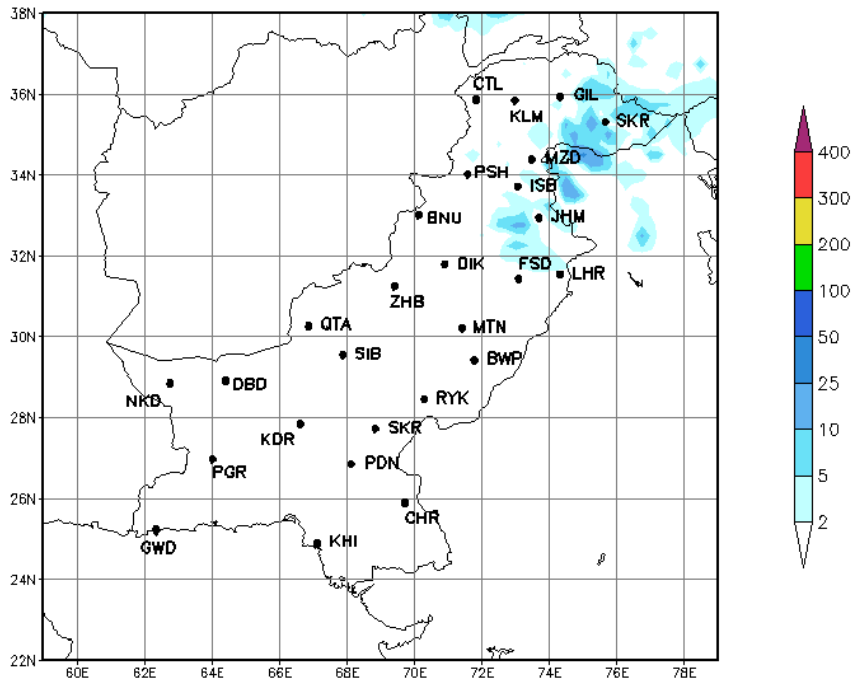 38N
36N
34N
32N
30N
28N
26N
24N
22N
60E 62E 64E 66E 68E 70E 72E 74E 76E 78E
CTL
KLM
GIL
SKR
MZD
PSH
ISB
BNU
JHM
DIK
FSD
LHR
ZHB
QTA
MTN
SIB
BWP
NKD
DBD
RYK
KDR
SKR
PGR
PDN
CHR
GWD
KHI
400
300
200
100
50
25
10
5
2